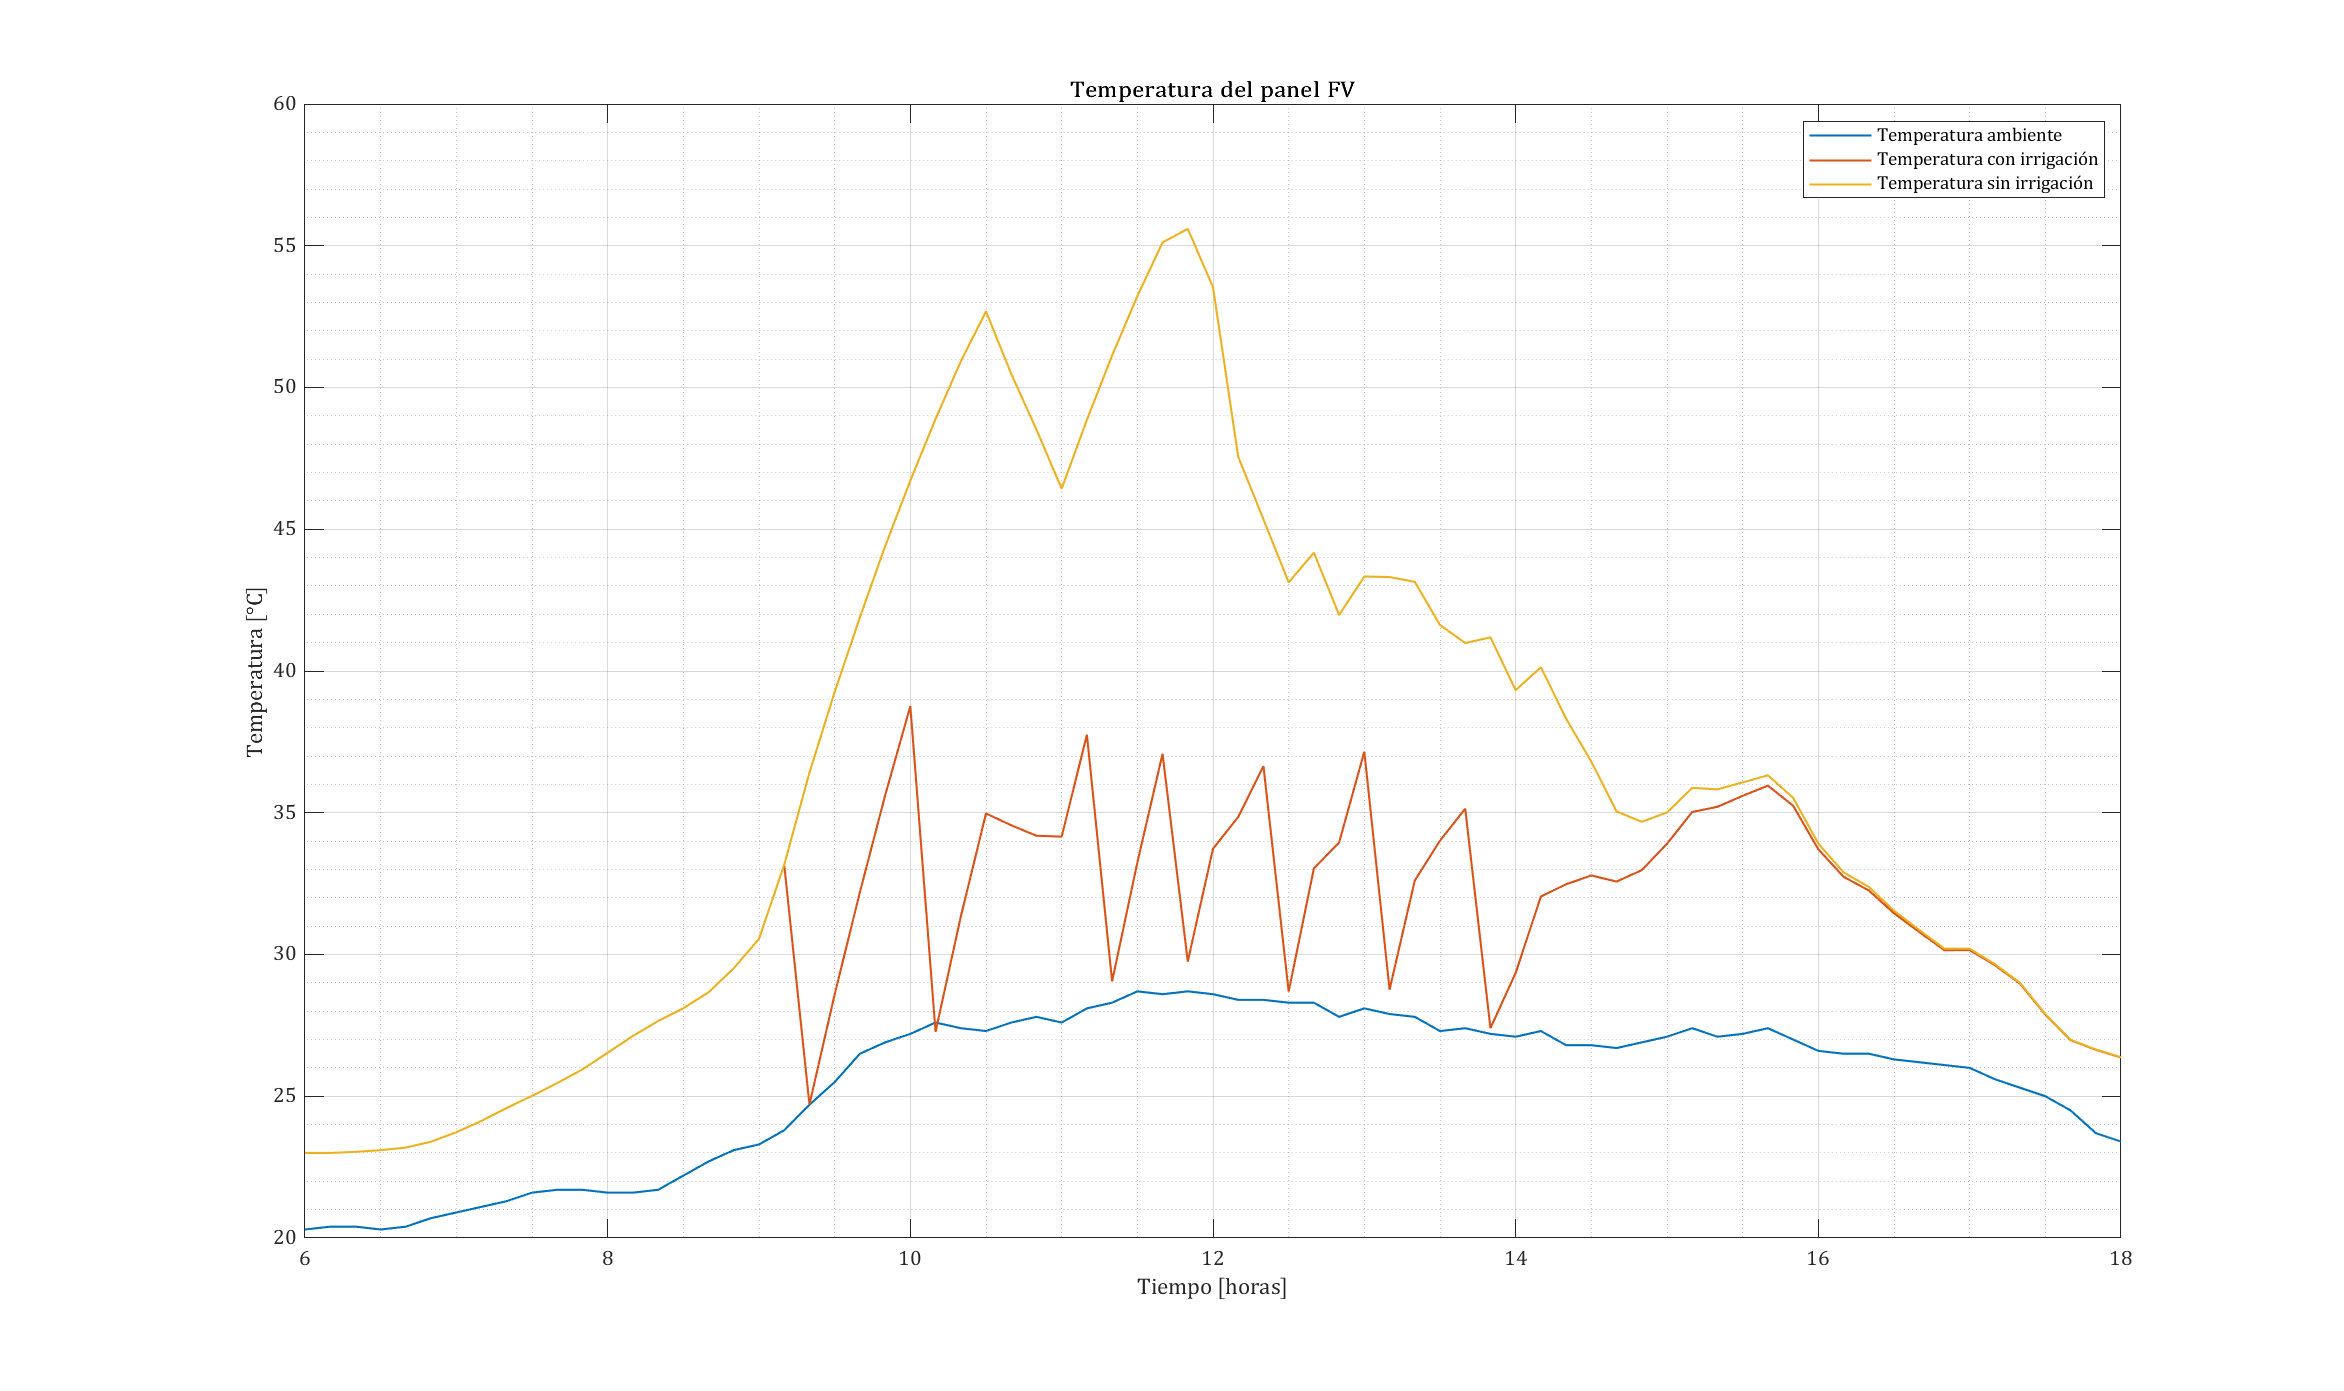 Temperatura del panel FV
Temperatura ambiente
Temperatura con irrigación
Temperatura sin irrigación
60
55
50
45
40
35
30
25
20
Temperatura [°C]
6 8 10 12 14 16 18
Tiempo [horas]